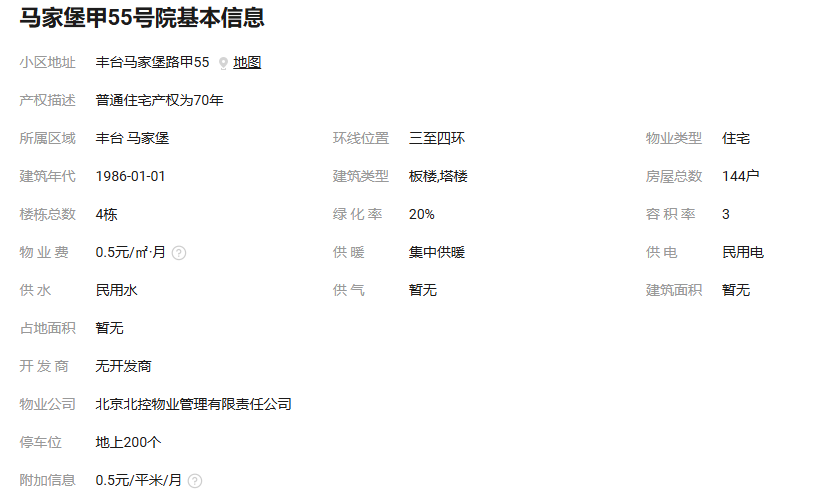 马家堡甲55号院基本信息
小区地址 丰台马家堡路甲55 地图
产权描述 普通住宅产权为70年
所属区域 丰台 马家堡 环线位置 三至四环 物业类型 住宅
建筑年代 1986-01-01 建筑类型 板楼,塔楼 房屋总数 144户
楼栋总数 4栋 绿 化 率 20% 容 积 率 3
物 业 费 0.5元/㎡·月 ? 供 暖 集中供暖 供 电 民用电
供 水 民用水 供 气 暂无 建筑面积 暂无
占地面积 暂无
开 发 商 无开发商
物业公司 北京北控物业管理有限责任公司
停车位 地上200个
附加信息 0.5元/平米/月 ?